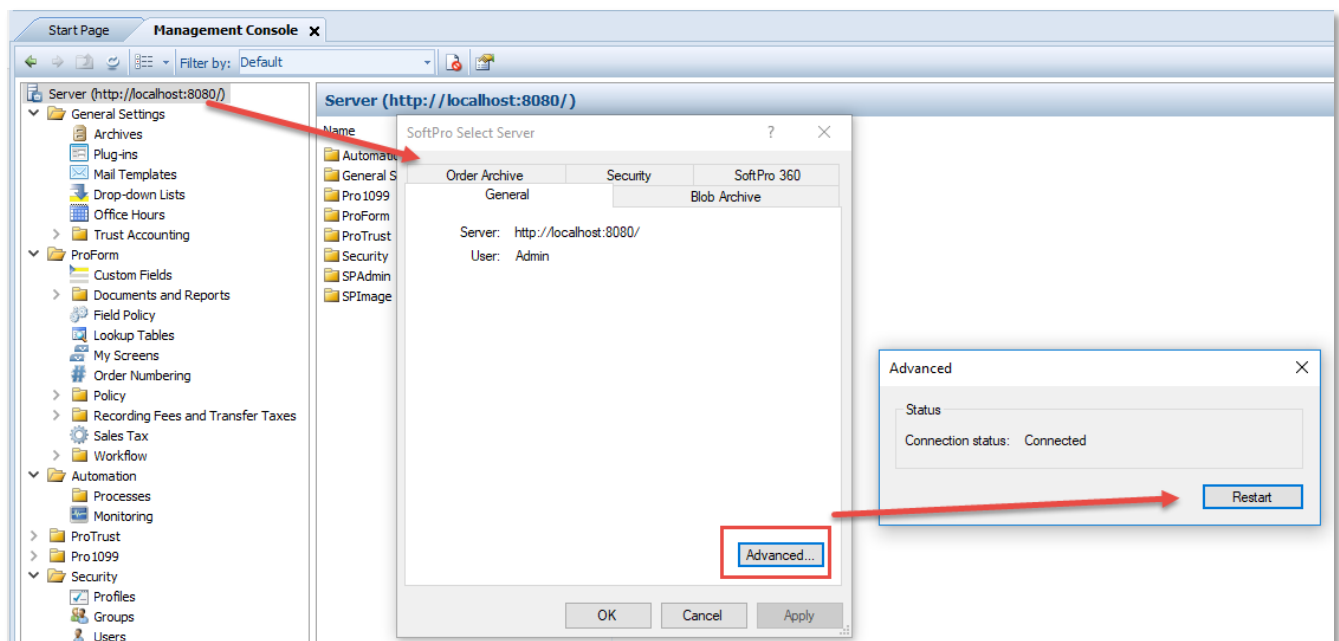 Start Page
Management Console
Filter by: Default
Server (http://localhost:8080/)
General Settings
Archives
Plug-ins
Mail Templates
Drop-down Lists
Office Hours
Trust Accounting
ProForm
Custom Fields
Documents and Reports
Field Policy
Lookup Tables
My Screens
Order Numbering
Policy
Recording Fees and Transfer Taxes
Sales Tax
Workflow
Automation
Processes
Monitoring
ProTrust
Pro1099
Security
Profiles
Groups
Users
Server (http://localhost:8080/)
Name
Automatic
General S
Pro1099
ProForm
ProTrust
Security
SPAdmin
SPImage
SoftPro Select Server
Order Archive Security SoftPro 360
General Blob Archive
Server: http://localhost:8080/
User: Admin
Advanced...
OK Cancel Apply
Advanced
Status
Connection status: Connected
Restart